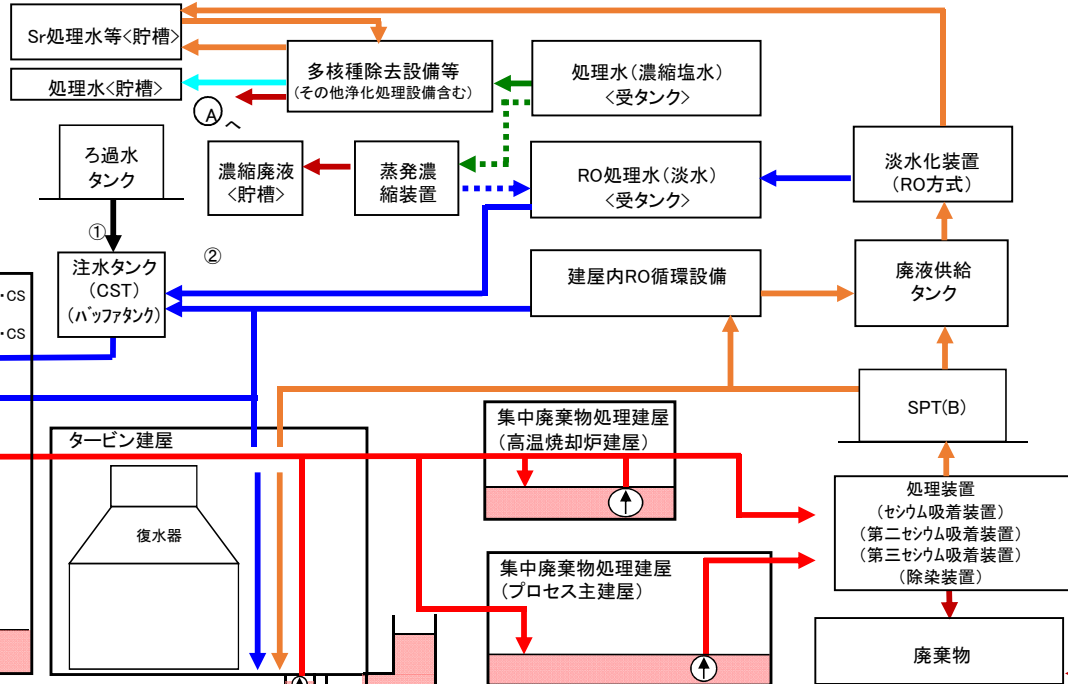 Sr処理水等<貯槽>
処理水<貯槽>
多核種除去設備等
(その他浄化処理設備含む)
処理水(濃縮塩水)
<受タンク>
A へ
ろ過水
タンク
濃縮廃液
<貯槽>
蒸発濃
縮装置
RO処理水(淡水)
<受タンク>
淡水化装置
(RO方式)
①
②
注水タンク
(CST)
(バッファタンク)
・CS
・CS
建屋内RO循環設備
廃液供給
タンク
SPT(B)
タービン建屋
復水器
集中廃棄物処理建屋
(高温焼却炉建屋)
集中廃棄物処理建屋
(プロセス主建屋)
処理装置
(セシウム吸着装置)
(第二セシウム吸着装置)
(第三セシウム吸着装置)
(除染装置)
廃棄物